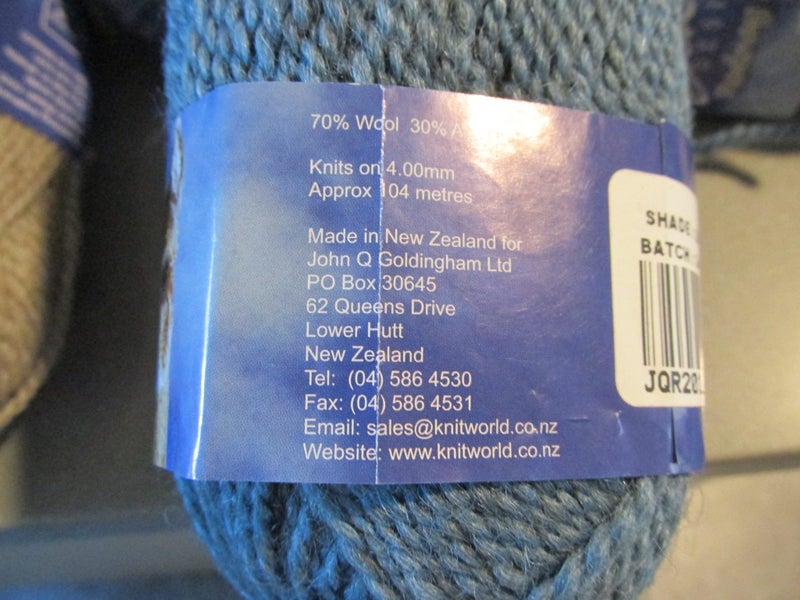 70% Wool 30% A
Knits on 4.00mm
Approx 104 metres
Made in New Zealand for
John Q Goldingham Ltd
PO Box 30645
62 Queens Drive
Lower Hutt
New Zealand
Tel: (04) 586 4530
Fax: (04) 586 4531
Email: sales@knitworld.co.nz
Website: www.knitworld.co.nz
SHADE
BATCH
JQR20